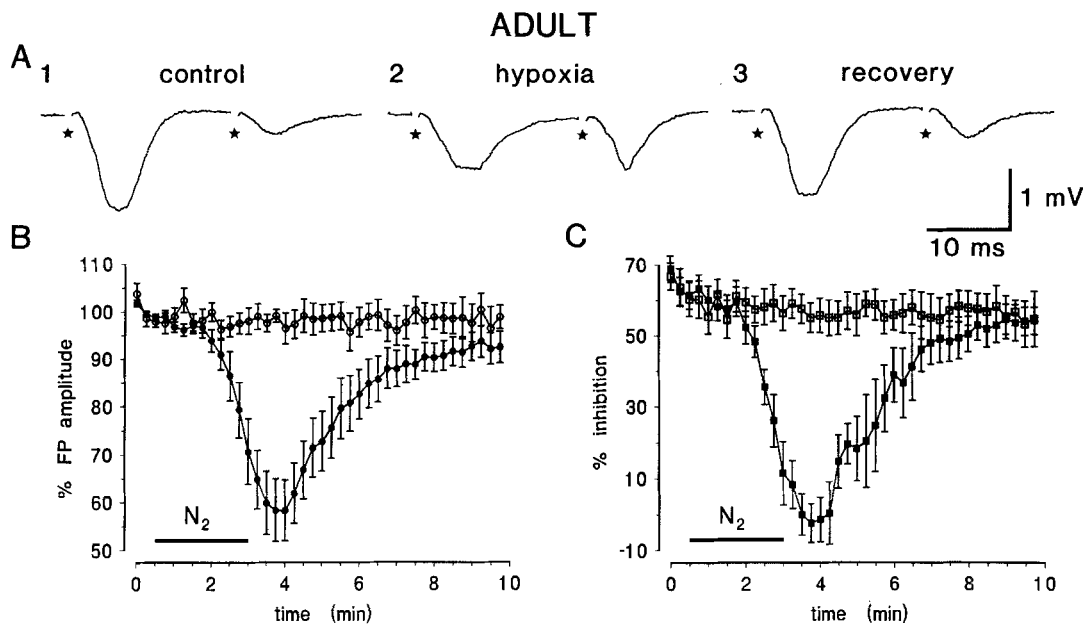 ADULT
A
1 control 2 hypoxia 3 recovery
★ ★ ★ ★ ★ ★
1 mV
10 ms
B
% FP amplitude
110
100
90
80
70
60
50
N2
0 2 4 6 8 10
time (min)
C
% inhibition
70
50
30
10
-10
N2
0 2 4 6 8 10
time (min)